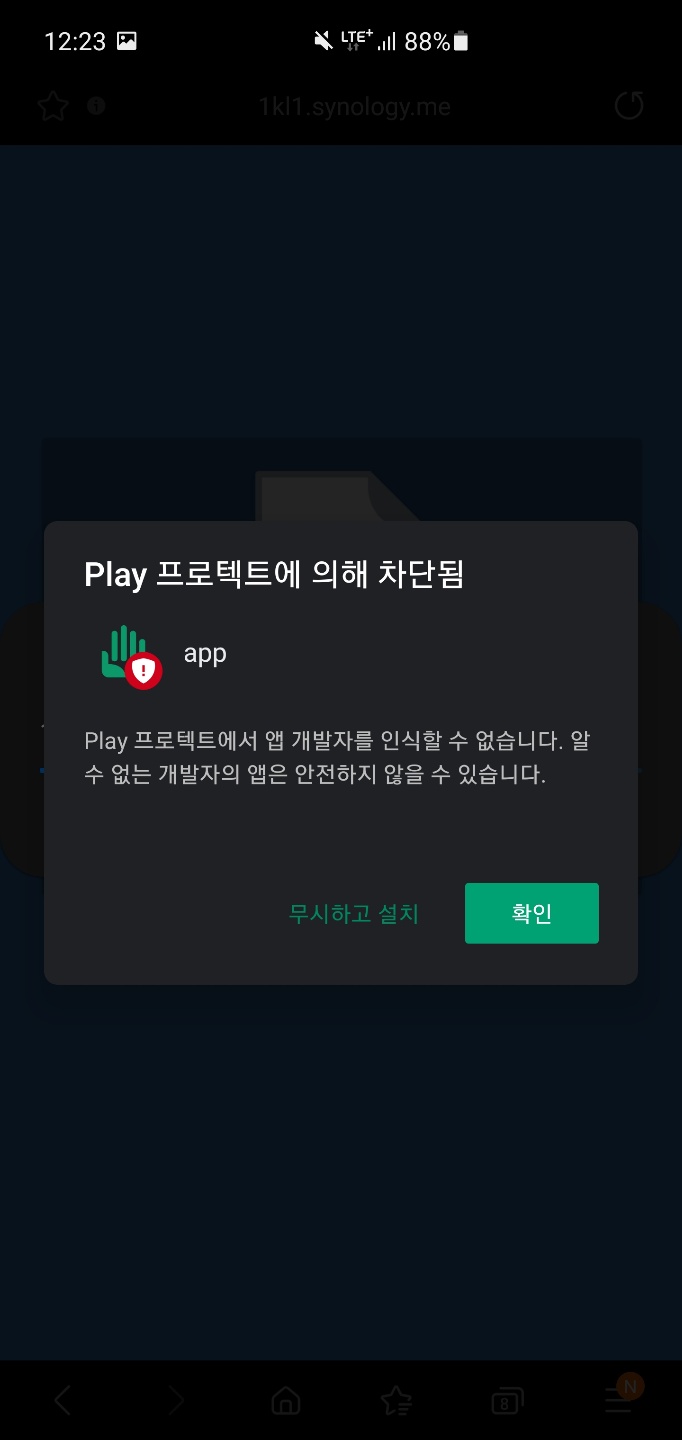 12:23 LTE+ 88%
1kl1.synology.me
Play 프로텍트에 의해 차단됨
app
Play 프로텍트에서 앱 개발자를 인식할 수 없습니다. 알
수 없는 개발자의 앱은 안전하지 않을 수 있습니다.
무시하고 설치 확인
8 N